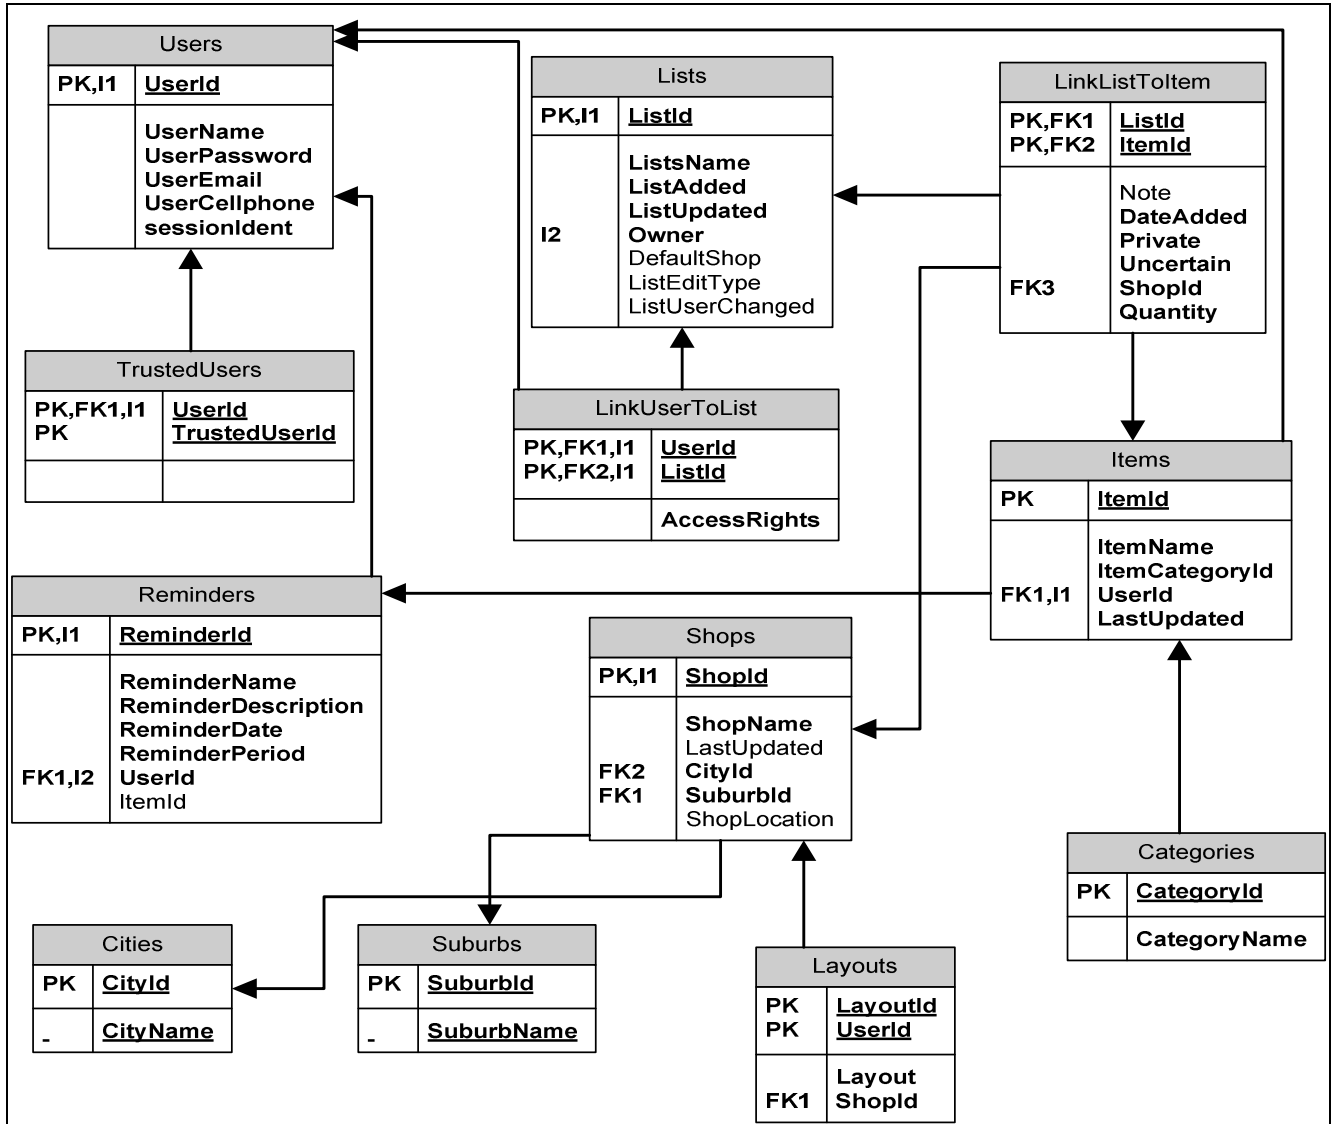 Users
PK,I1 UserId
UserName
UserPassword
UserEmail
UserCellphone
sessionIdent
Lists
PK,I1 ListId
ListsName
ListAdded
ListUpdated
I2 Owner
DefaultShop
ListEditType
ListUserChanged
LinkListToItem
PK,FK1 ListId
PK,FK2 ItemId
Note
DateAdded
Private
Uncertain
FK3 ShopId
Quantity
TrustedUsers
PK,FK1,I1 UserId
PK TrustedUserId
LinkUserToList
PK,FK1,I1 UserId
PK,FK2,I1 ListId
AccessRights
Items
PK ItemId
ItemName
ItemCategoryId
FK1,I1 UserId
LastUpdated
Reminders
PK,I1 ReminderId
ReminderName
ReminderDescription
ReminderDate
ReminderPeriod
FK1,I2 UserId
ItemId
Shops
PK,I1 ShopId
ShopName
LastUpdated
FK2 CityId
FK1 SuburbId
ShopLocation
Categories
PK CategoryId
CategoryName
Cities
PK CityId
- CityName
Suburbs
PK SuburbId
- SuburbName
Layouts
PK LayoutId
PK UserId
Layout
FK1 ShopId